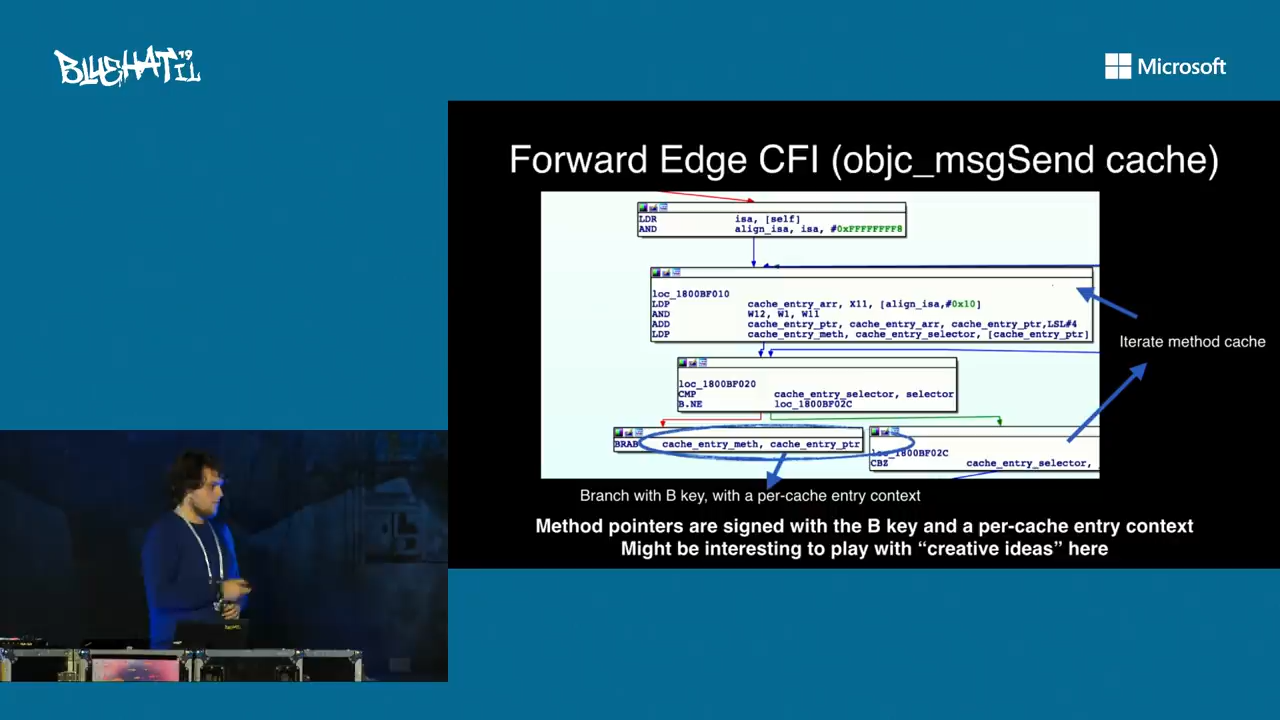 BLUEHAT IL 19
Microsoft
Forward Edge CFI (objc_msgSend cache)
LDR isa, [self]
AND align_isa, isa, #0xFFFFFFFF8
loc_1800BF010
LDP cache_entry_arr, X11, [align_isa,#0x10]
AND W12, W1, W11
ADD cache_entry_ptr, cache_entry_arr, cache_entry_ptr,LSL#4
LDP cache_entry_meth, cache_entry_selector, [cache_entry_ptr]
Iterate method cache
loc_1800BF020
CMP cache_entry_selector, selector
B.NE loc_1800BF02C
BRAB cache_entry_meth, cache_entry_ptr
loc_1800BF02C
CBZ cache_entry_selector,
Branch with B key, with a per-cache entry context
Method pointers are signed with the B key and a per-cache entry context
Might be interesting to play with “creative ideas” here